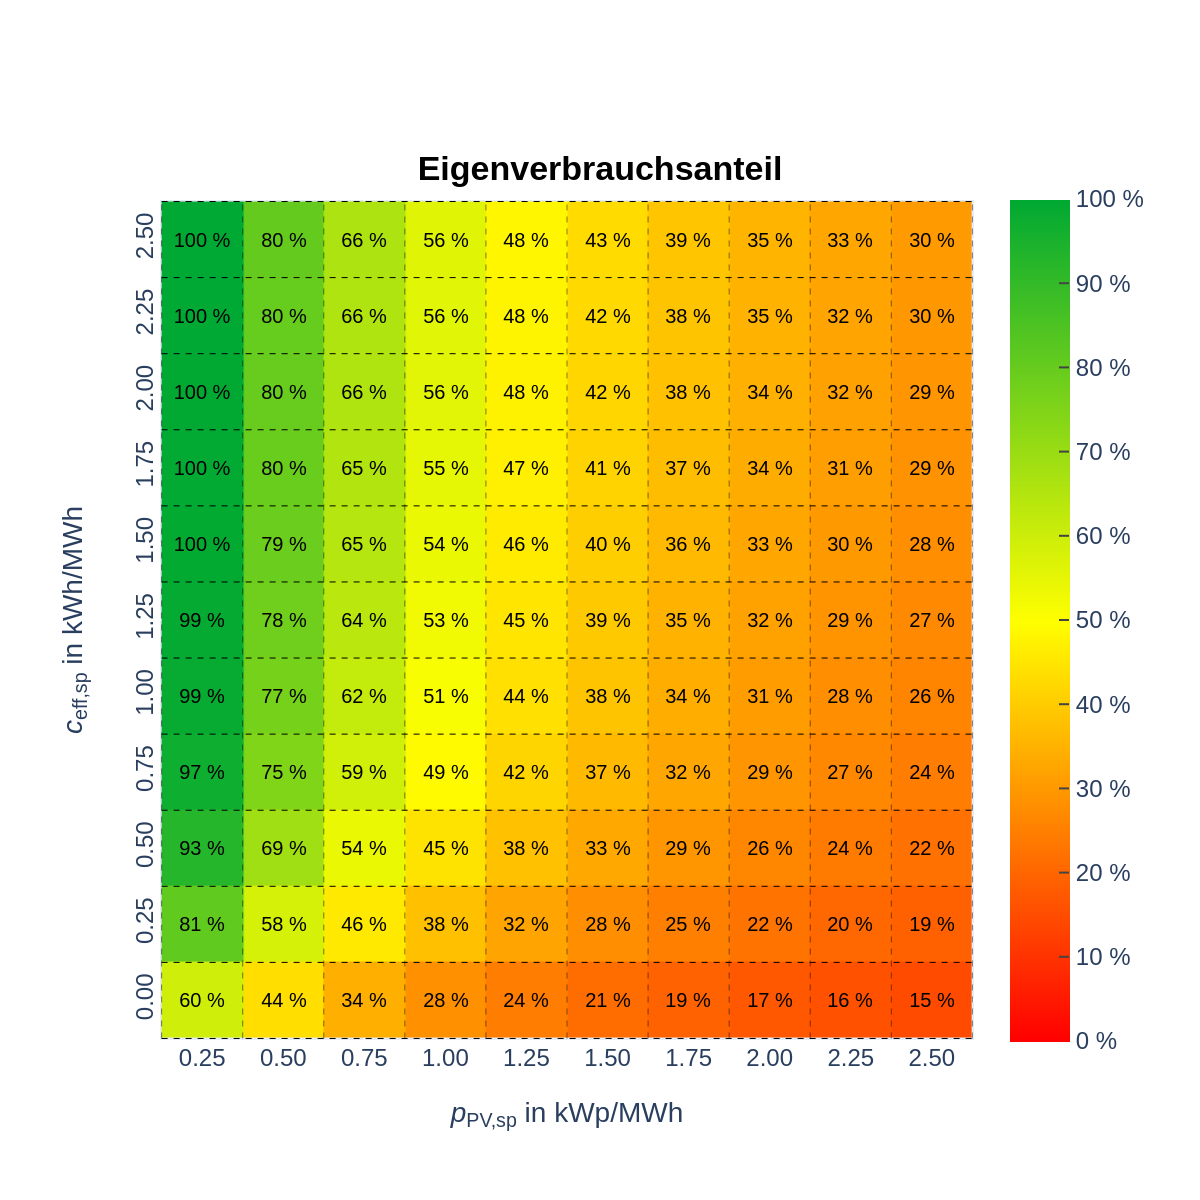 Eigenverbrauchsanteil
2.50 100 % 80 % 66 % 56 % 48 % 43 % 39 % 35 % 33 % 30 %
2.25 100 % 80 % 66 % 56 % 48 % 42 % 38 % 35 % 32 % 30 %
2.00 100 % 80 % 66 % 56 % 48 % 42 % 38 % 34 % 32 % 29 %
1.75 100 % 80 % 65 % 55 % 47 % 41 % 37 % 34 % 31 % 29 %
1.50 100 % 79 % 65 % 54 % 46 % 40 % 36 % 33 % 30 % 28 %
1.25 99 % 78 % 64 % 53 % 45 % 39 % 35 % 32 % 29 % 27 %
1.00 99 % 77 % 62 % 51 % 44 % 38 % 34 % 31 % 28 % 26 %
0.75 97 % 75 % 59 % 49 % 42 % 37 % 32 % 29 % 27 % 24 %
0.50 93 % 69 % 54 % 45 % 38 % 33 % 29 % 26 % 24 % 22 %
0.25 81 % 58 % 46 % 38 % 32 % 28 % 25 % 22 % 20 % 19 %
0.00 60 % 44 % 34 % 28 % 24 % 21 % 19 % 17 % 16 % 15 %
0.25 0.50 0.75 1.00 1.25 1.50 1.75 2.00 2.25 2.50
pPV,sp in kWp/MWh
ceff,sp in kWh/MWh
100 %
90 %
80 %
70 %
60 %
50 %
40 %
30 %
20 %
10 %
0 %